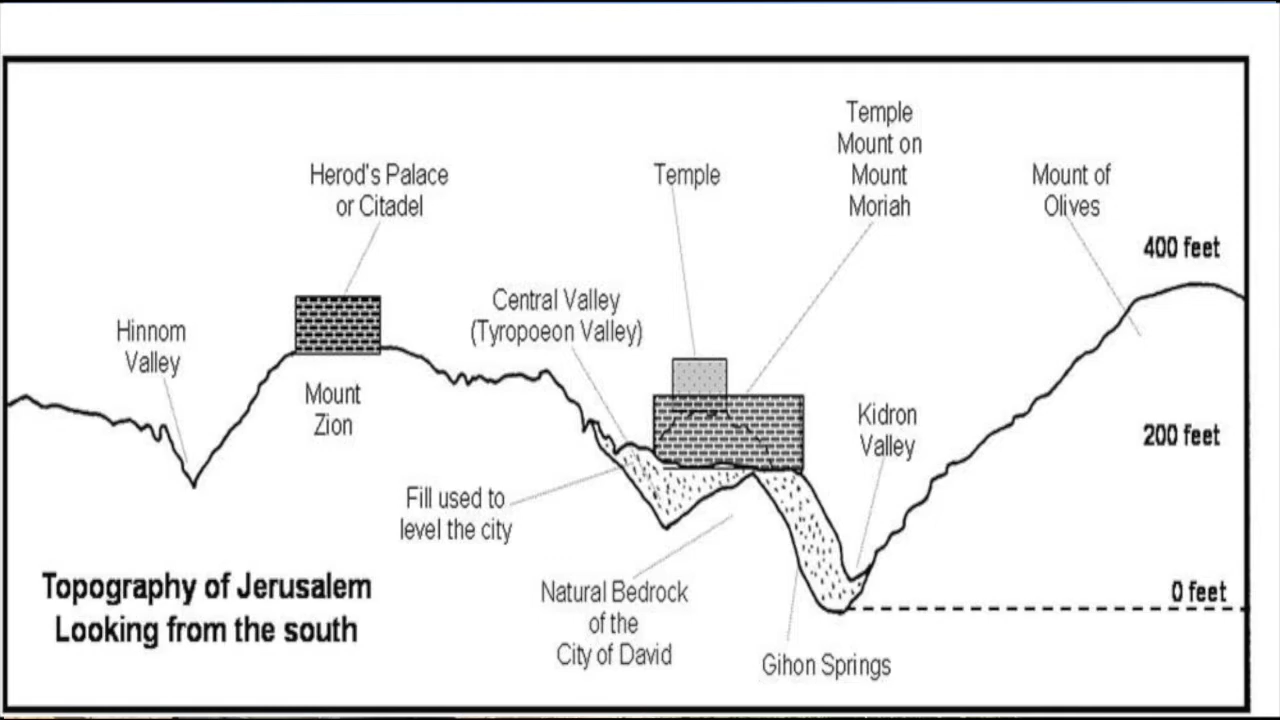 Temple
Mount on
Mount
Moriah
Herod's Palace
or Citadel
Temple
Mount of
Olives
400 feet
Central Valley
(Tyropoeon Valley)
Hinnom
Valley
Mount
Zion
Kidron
Valley
200 feet
Fill used to
level the city
Natural Bedrock
of the
City of David
0 feet
Gihon Springs
Topography of Jerusalem
Looking from the south